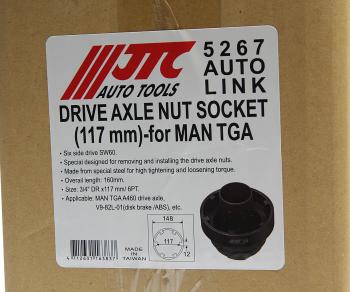 JTC
AUTO TOOLS
5267
AUTO
LINK
DRIVE AXLE NUT SOCKET
(117 mm)-for MAN TGA
• Six side drive SW60.
• Special designed for removing and installing the drive axle nuts.
• Made from special steel for high tightening and loosening torque.
• Overall length: 160mm.
• Size: 3/4" DR x117 mm/ 6PT.
• Applicable: MAN TGA A460 drive axle,
V9-82L-01(disk brake /ABS), etc.
148
117
12
MADE IN
TAIWAN
4 712601 163837